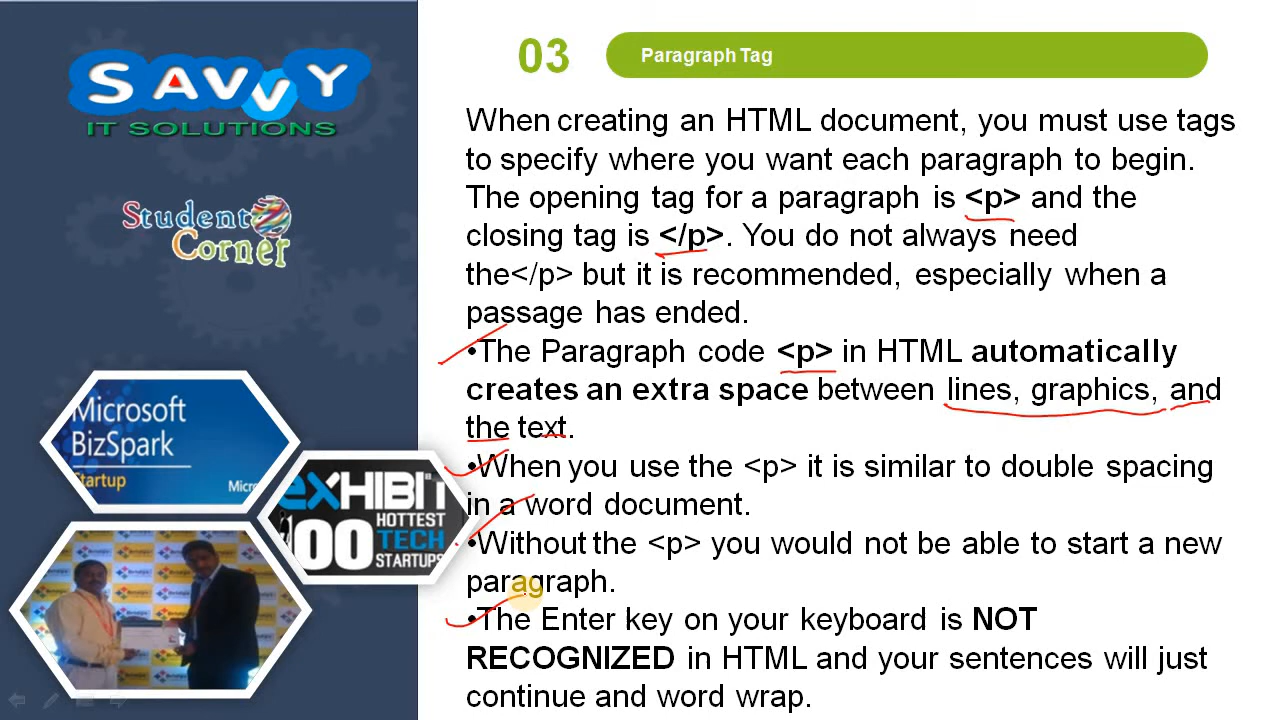 SAVVY
IT SOLUTIONS
Student
Corner
Microsoft
BizSpark
Startup
Micro
eXHIBIT
100
HOTTEST
TECH
STARTUPS
03
Paragraph Tag
When creating an HTML document, you must use tags
to specify where you want each paragraph to begin.
The opening tag for a paragraph is <p> and the
closing tag is </p>. You do not always need
the</p> but it is recommended, especially when a
passage has ended.
•The Paragraph code <p> in HTML automatically
creates an extra space between lines, graphics, and
the text.
•When you use the <p> it is similar to double spacing
in a word document.
•Without the <p> you would not be able to start a new
paragraph.
•The Enter key on your keyboard is NOT
RECOGNIZED in HTML and your sentences will just
continue and word wrap.